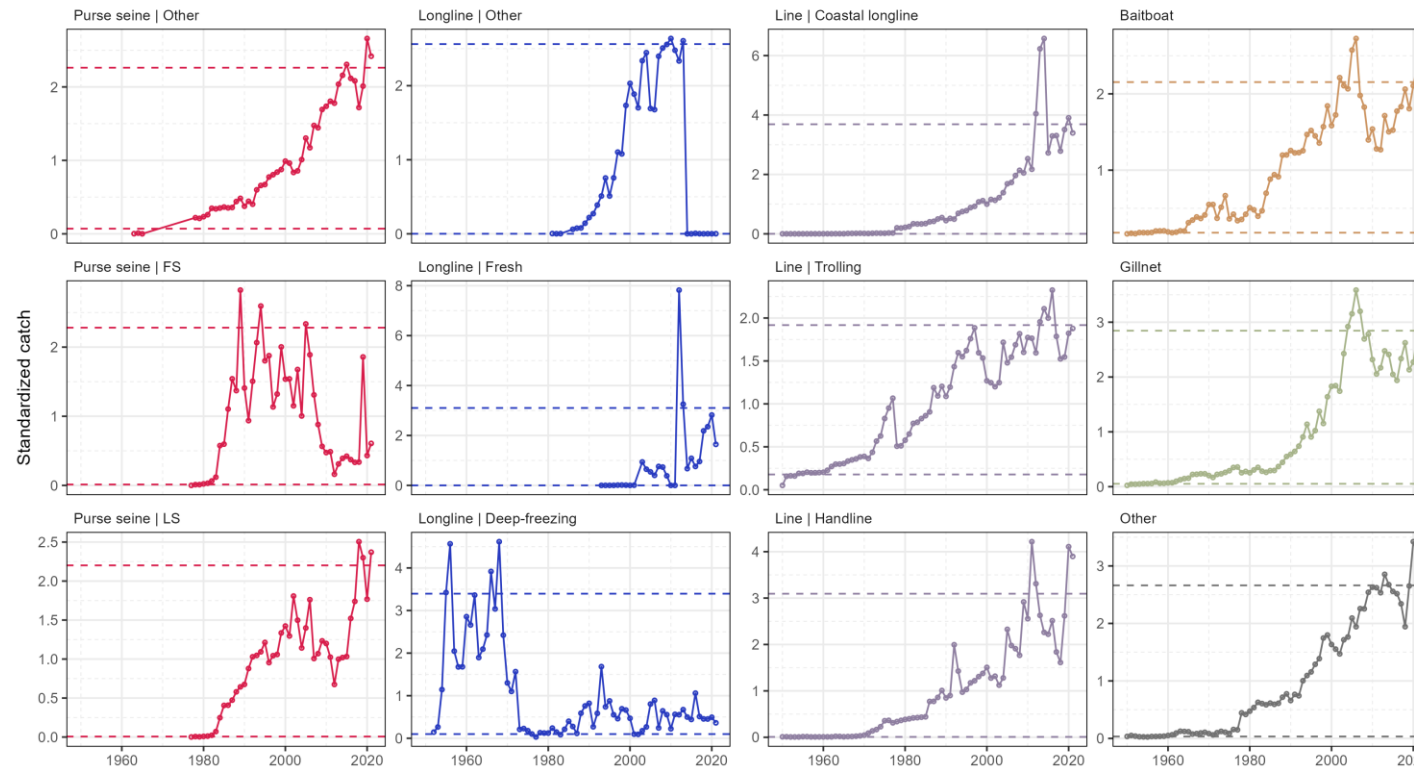 Purse seine | Other
Longline | Other
Line | Coastal longline
Baitboat
2
1
0
2
1
0
6
4
2
0
2
1
Purse seine | FS
Longline | Fresh
Line | Trolling
Gillnet
Standardized catch
2
1
0
8
6
4
2
0
2.0
1.5
1.0
0.5
0.0
3
2
1
0
Purse seine | LS
Longline | Deep-freezing
Line | Handline
Other
2.5
2.0
1.5
1.0
0.5
0.0
4
3
2
1
0
4
3
2
1
0
3
2
1
0
1960 1980 2000 2020
1960 1980 2000 2020
1960 1980 2000 2020
1960 1980 2000